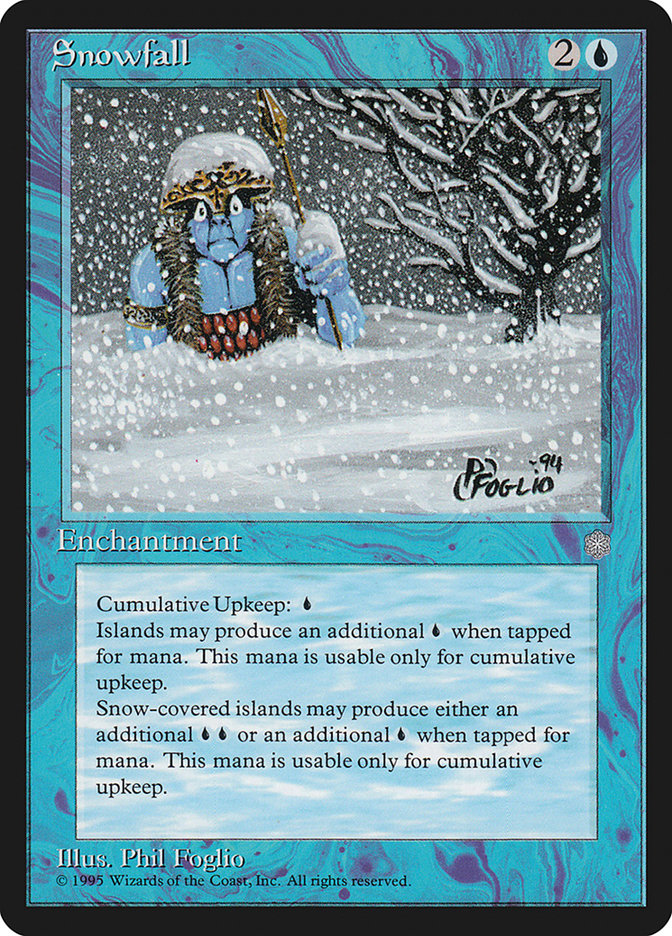 Snowfall 2
PJ FOGLIO '94
Enchantment
Cumulative Upkeep:
Islands may produce an additional when tapped
for mana. This mana is usable only for cumulative
upkeep.
Snow-covered islands may produce either an
additional or an additional when tapped for
mana. This mana is usable only for cumulative
upkeep.
Illus. Phil Foglio
© 1995 Wizards of the Coast, Inc. All rights reserved.